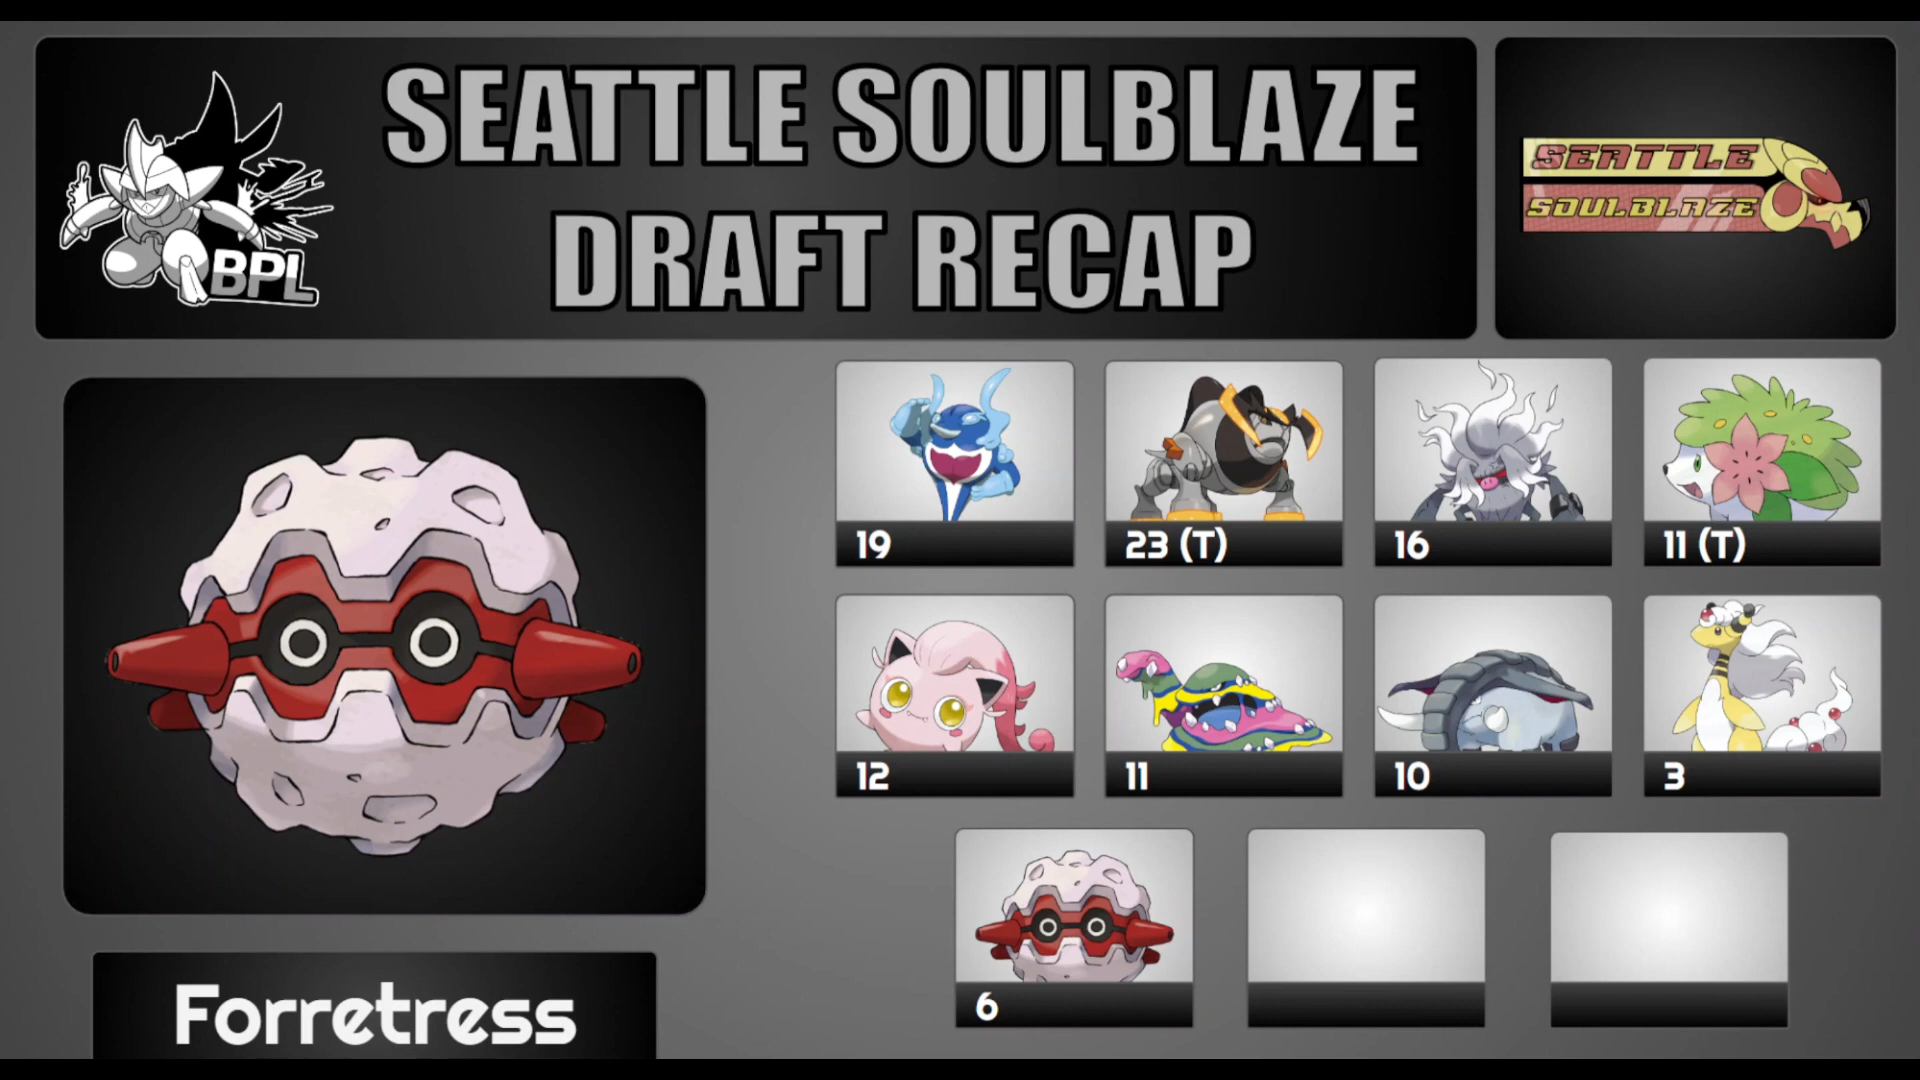 SEATTLE SOULBLAZE
DRAFT RECAP
BPL
SEATTLE
SOULBLAZE
19
23 (T)
16
11 (T)
12
11
10
3
6
Forretress